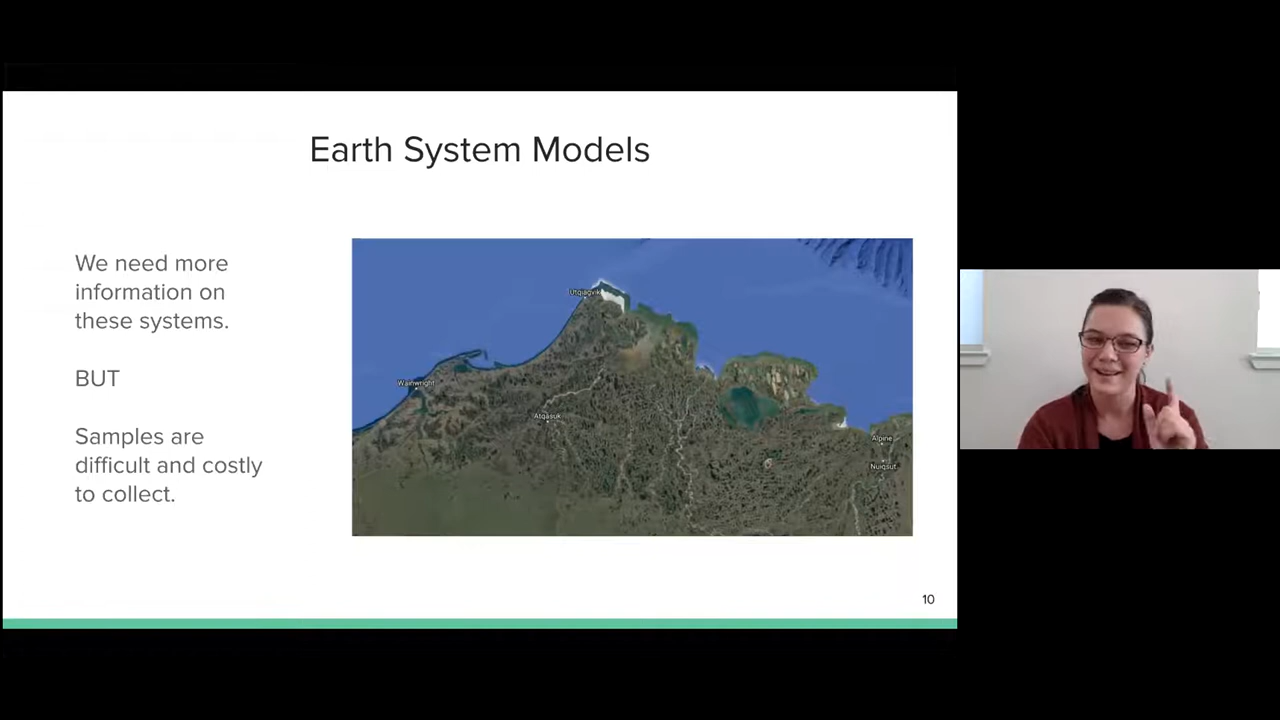 Earth System Models
We need more
information on
these systems.
BUT
Samples are
difficult and costly
to collect.
Utqiagvik
Wainwright
Atqasuk
Alpine
Nuiqsut
10